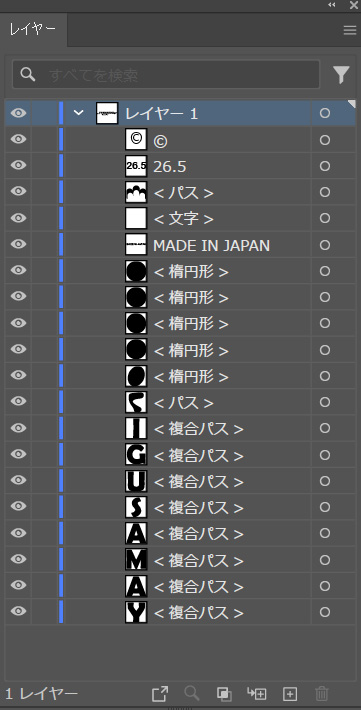 レイヤー
すべてを検索
レイヤー 1
© ©
26.5 26.5
< パス >
< 文字 >
MADE IN JAPAN
< 楕円形 >
< 楕円形 >
< 楕円形 >
< 楕円形 >
< 楕円形 >
< パス >
I < 複合パス >
G < 複合パス >
U < 複合パス >
S < 複合パス >
A < 複合パス >
M < 複合パス >
A < 複合パス >
Y < 複合パス >
1 レイヤー